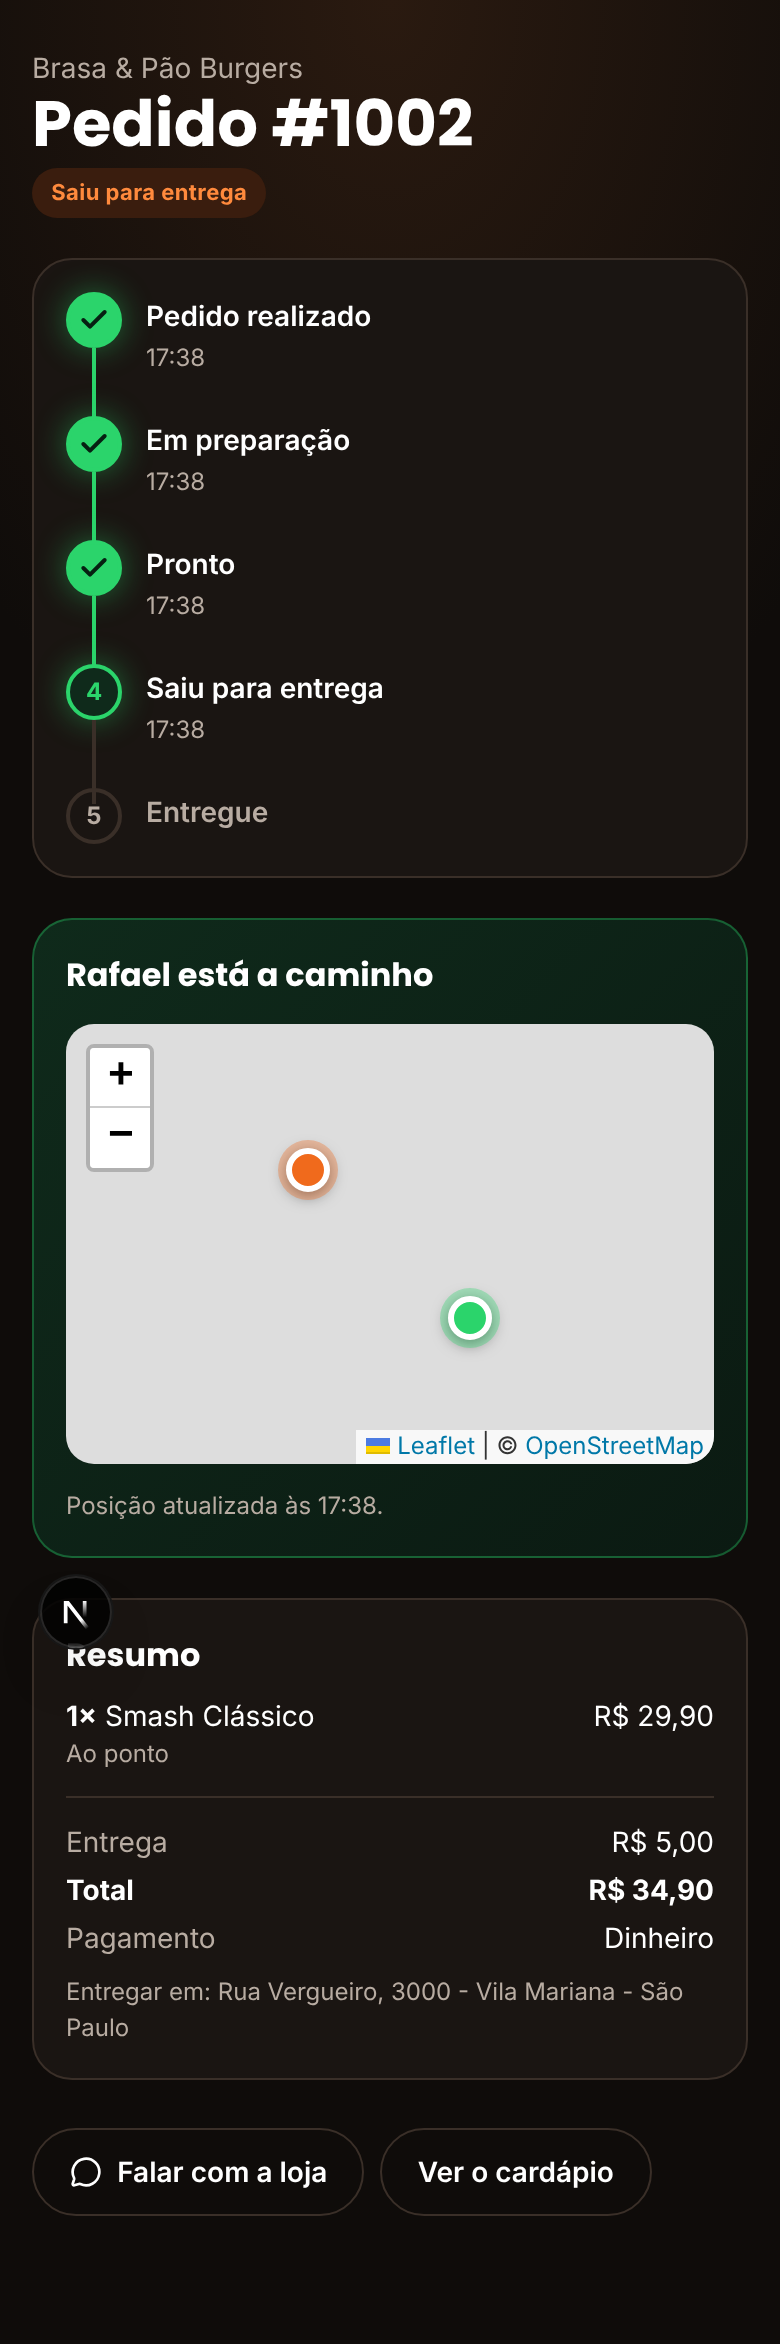 Brasa & Pão Burgers
Pedido #1002
Saiu para entrega
Pedido realizado
17:38
Em preparação
17:38
Pronto
17:38
4
Saiu para entrega
17:38
5
Entregue
Rafael está a caminho
+
−
Leaflet | © OpenStreetMap
Posição atualizada às 17:38.
N
Resumo
1× Smash Clássico R$ 29,90
Ao ponto
Entrega R$ 5,00
Total R$ 34,90
Pagamento Dinheiro
Entregar em: Rua Vergueiro, 3000 - Vila Mariana - São
Paulo
Falar com a loja
Ver o cardápio